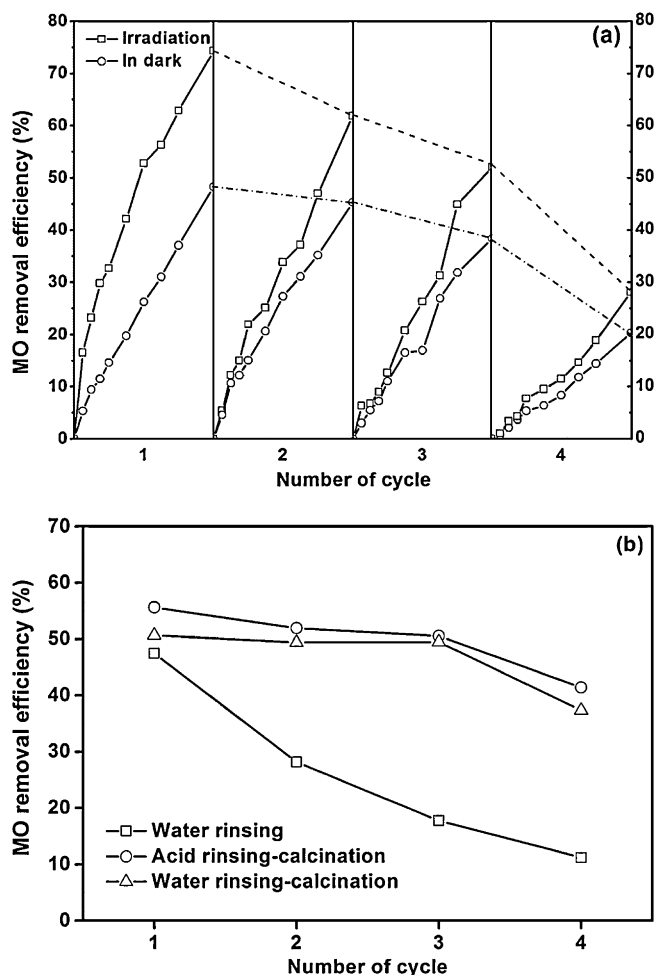 80
80
(a)
Irradiation
In dark
70
70
60
60
50
50
40
40
30
30
20
20
10
10
0
0
1 2 3 4
Number of cycle
MO removal efficiency (%)
80
(b)
70
60
50
40
30
20
10
0
Water rinsing
Acid rinsing-calcination
Water rinsing-calcination
1 2 3 4
Number of cycle
MO removal efficiency (%)